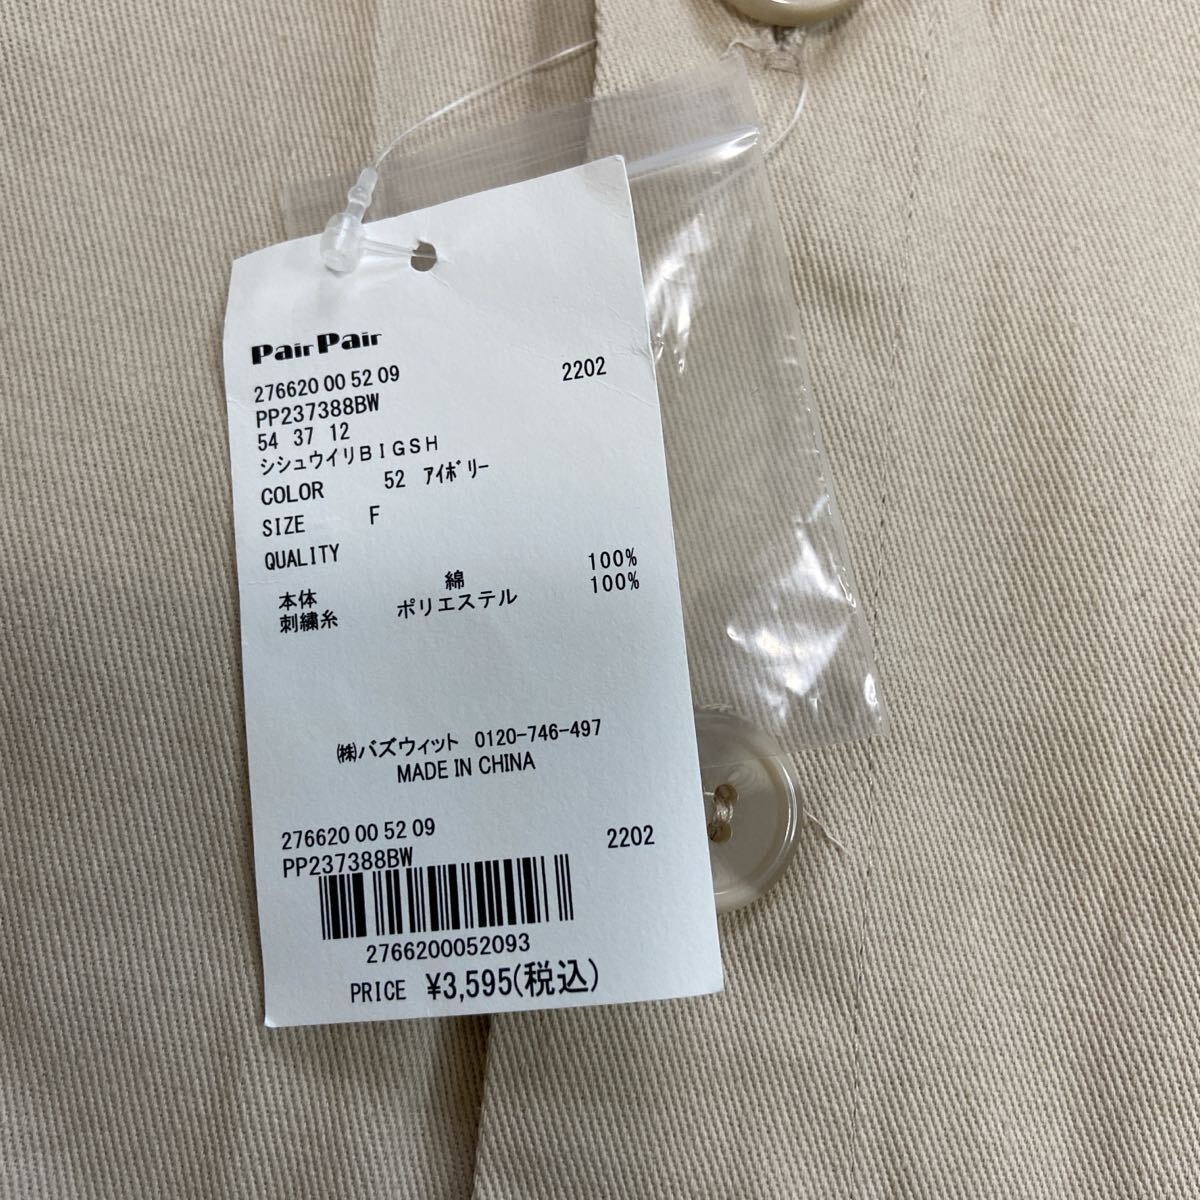 Pair Pair
276620 00 52 09 2202
PP237388BW
54 37 12
シシュウイリBIGSH
COLOR 52 ｱｲﾎﾞﾘｰ
SIZE F
QUALITY
本体 綿 100%
刺繍糸 ポリエステル 100%
㈱バズウィット 0120-746-497
MADE IN CHINA
276620 00 52 09 2202
PP237388BW
2766200052093
PRICE ¥3,595(税込)